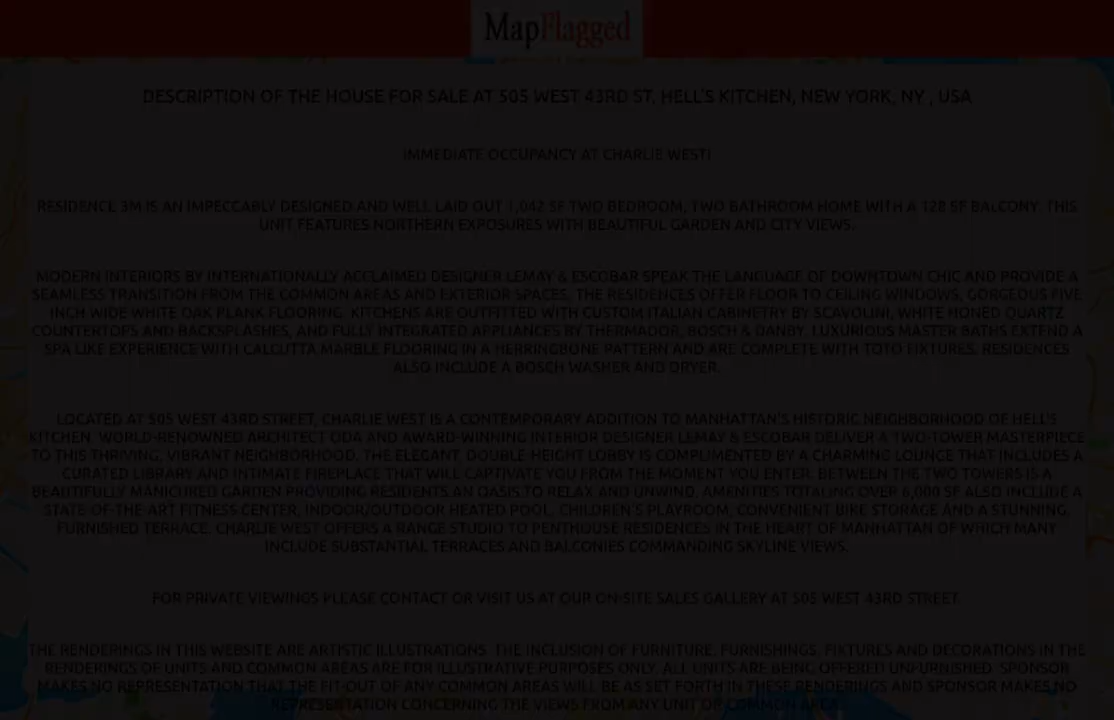 MapFlagged
DESCRIPTION OF THE HOUSE FOR SALE AT 505 WEST 43RD ST, HELL'S KITCHEN, NEW YORK, NY , USA
IMMEDIATE OCCUPANCY AT CHARLIE WEST!
RESIDENCE 3M IS AN IMPECCABLY DESIGNED AND WELL LAID OUT 1,042 SF TWO BEDROOM, TWO BATHROOM HOME WITH A 128 SF BALCONY. THIS
UNIT FEATURES NORTHERN EXPOSURES WITH BEAUTIFUL GARDEN AND CITY VIEWS.
MODERN INTERIORS BY INTERNATIONALLY ACCLAIMED DESIGNER LEMAY & ESCOBAR SPEAK THE LANGUAGE OF DOWNTOWN CHIC AND PROVIDE A
SEAMLESS TRANSITION FROM THE COMMON AREAS AND EXTERIOR SPACES. THE RESIDENCES OFFER FLOOR TO CEILING WINDOWS, GORGEOUS FIVE
INCH WIDE WHITE OAK PLANK FLOORING. KITCHENS ARE OUTFITTED WITH CUSTOM ITALIAN CABINETRY BY SCAVOLINI, WHITE HONED QUARTZ
COUNTERTOPS AND BACKSPLASHES, AND FULLY INTEGRATED APPLIANCES BY THERMADOR, BOSCH & DANBY. LUXURIOUS MASTER BATHS EXTEND A
SPA LIKE EXPERIENCE WITH CALCUTTA MARBLE FLOORING IN A HERRINGBONE PATTERN AND ARE COMPLETE WITH TOTO FIXTURES. RESIDENCES
ALSO INCLUDE A BOSCH WASHER AND DRYER.
LOCATED AT 505 WEST 43RD STREET, CHARLIE WEST IS A CONTEMPORARY ADDITION TO MANHATTAN'S HISTORIC NEIGHBORHOOD OF HELL'S
KITCHEN. WORLD-RENOWNED ARCHITECT ODA AND AWARD-WINNING INTERIOR DESIGNER LEMAY & ESCOBAR DELIVER A TWO-TOWER MASTERPIECE
TO THIS THRIVING, VIBRANT NEIGHBORHOOD. THE ELEGANT, DOUBLE-HEIGHT LOBBY IS COMPLIMENTED BY A CHARMING LOUNGE THAT INCLUDES A
CURATED LIBRARY AND INTIMATE FIREPLACE THAT WILL CAPTIVATE YOU FROM THE MOMENT YOU ENTER. BETWEEN THE TWO TOWERS IS A
BEAUTIFULLY MANICURED GARDEN PROVIDING RESIDENTS AN OASIS TO RELAX AND UNWIND. AMENITIES TOTALING OVER 6,000 SF ALSO INCLUDE A
STATE-OF-THE-ART FITNESS CENTER, INDOOR/OUTDOOR HEATED POOL, CHILDREN'S PLAYROOM, CONVENIENT BIKE STORAGE AND A STUNNING,
FURNISHED TERRACE. CHARLIE WEST OFFERS A RANGE STUDIO TO PENTHOUSE RESIDENCES IN THE HEART OF MANHATTAN OF WHICH MANY
INCLUDE SUBSTANTIAL TERRACES AND BALCONIES COMMANDING SKYLINE VIEWS.
FOR PRIVATE VIEWINGS PLEASE CONTACT OR VISIT US AT OUR ON-SITE SALES GALLERY AT 505 WEST 43RD STREET
THE RENDERINGS IN THIS WEBSITE ARE ARTISTIC ILLUSTRATIONS. THE INCLUSION OF FURNITURE, FURNISHINGS, FIXTURES AND DECORATIONS IN THE
RENDERINGS OF UNITS AND COMMON AREAS ARE FOR ILLUSTRATIVE PURPOSES ONLY. ALL UNITS ARE BEING OFFERED UNFURNISHED. SPONSOR
MAKES NO REPRESENTATION THAT THE FIT-OUT OF ANY COMMON AREAS WILL BE AS SET FORTH IN THESE RENDERINGS AND SPONSOR MAKES NO
REPRESENTATION CONCERNING THE VIEWS FROM ANY UNIT OR COMMON AREA.